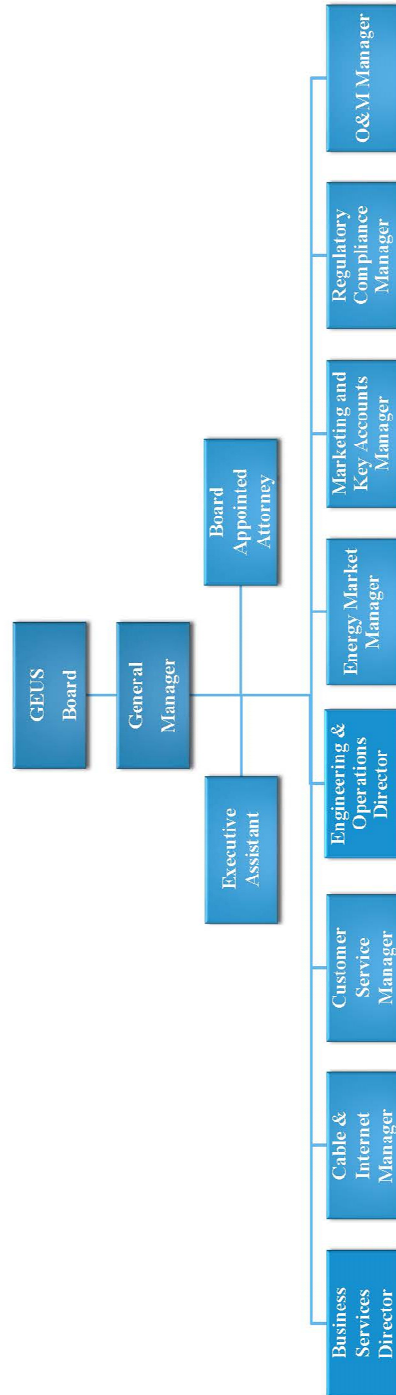 GEUS
Board
General
Manager
Executive
Assistant
Board
Appointed
Attorney
Business
Services
Director
Cable &
Internet
Manager
Customer
Service
Manager
Engineering &
Operations
Director
Energy Market
Manager
Marketing and
Key Accounts
Manager
Regulatory
Compliance
Manager
O&M Manager